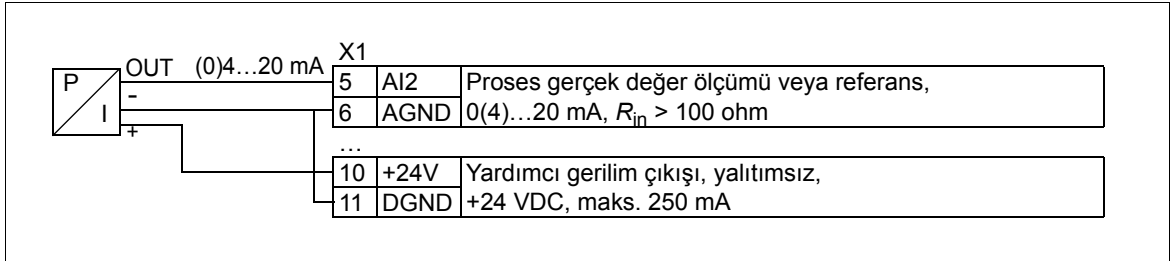 X1
P
I
OUT (0)4…20 mA
-
+
5 AI2 Proses gerçek değer ölçümü veya referans,
6 AGND 0(4)…20 mA, Rin > 100 ohm
…
10 +24V Yardımcı gerilim çıkışı, yalıtımsız,
11 DGND +24 VDC, maks. 250 mA